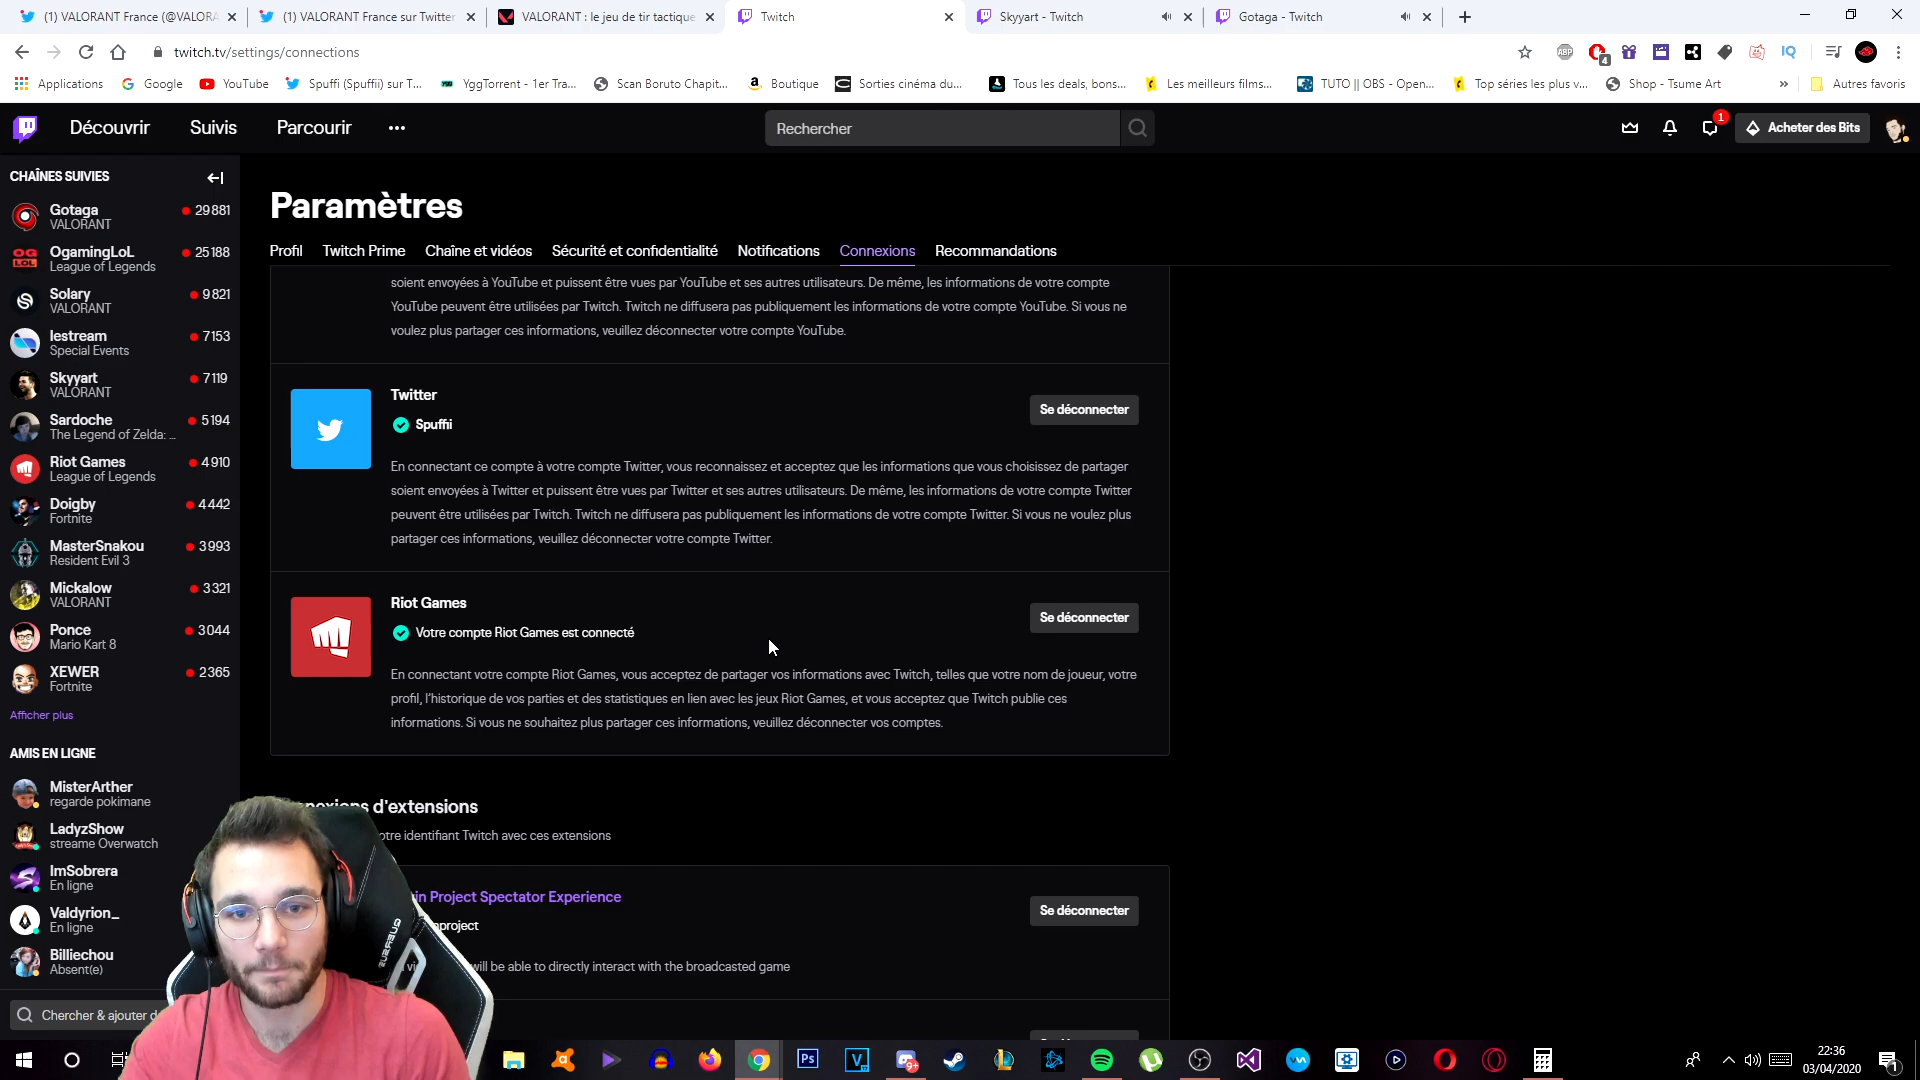 (1) VALORANT France (@VALORA
(1) VALORANT France sur Twitter
VALORANT : le jeu de tir tactique
Twitch
Skyyart - Twitch
Gotaga - Twitch
twitch.tv/settings/connections
ABP
4
IQ
Applications
Google
YouTube
Spuffi (Spuffii) sur T...
YggTorrent - 1er Tra...
Scan Boruto Chapit...
Boutique
Sorties cinéma du...
Tous les deals, bons...
Les meilleurs films...
TUTO || OBS - Open...
Top séries les plus v...
Shop - Tsume Art
»
Autres favoris
Découvrir
Suivis
Parcourir
Rechercher
1
Acheter des Bits
CHAÎNES SUIVIES
Gotaga
29 881
VALORANT
OG
LOL
OgamingLoL
25 188
League of Legends
Solary
9 821
VALORANT
lestream
7 153
Special Events
Skyyart
7 119
VALORANT
Sardoche
5 194
The Legend of Zelda: ...
Riot Games
4 910
League of Legends
Doigby
4 442
Fortnite
MasterSnakou
3 993
Resident Evil 3
Mickalow
3 321
VALORANT
Ponce
3 044
Mario Kart 8
XEWER
2 365
Fortnite
Afficher plus
AMIS EN LIGNE
MisterArther
regarde pokimane
LadyzShow
streame Overwatch
ImSobrera
En ligne
Valdyrion_
En ligne
Billiechou
Absent(e)
Chercher & ajouter d
Paramètres
Profil
Twitch Prime
Chaîne et vidéos
Sécurité et confidentialité
Notifications
Connexions
Recommandations
soient envoyées à YouTube et puissent être vues par YouTube et ses autres utilisateurs. De même, les informations de votre compte
YouTube peuvent être utilisées par Twitch. Twitch ne diffusera pas publiquement les informations de votre compte YouTube. Si vous ne
voulez plus partager ces informations, veuillez déconnecter votre compte YouTube.
Twitter
Spuffii
Se déconnecter
En connectant ce compte à votre compte Twitter, vous reconnaissez et acceptez que les informations que vous choisissez de partager
soient envoyées à Twitter et puissent être vues par Twitter et ses autres utilisateurs. De même, les informations de votre compte Twitter
peuvent être utilisées par Twitch. Twitch ne diffusera pas publiquement les informations de votre compte Twitter. Si vous ne voulez plus
partager ces informations, veuillez déconnecter votre compte Twitter.
Riot Games
Votre compte Riot Games est connecté
Se déconnecter
En connectant votre compte Riot Games, vous acceptez de partager vos informations avec Twitch, telles que votre nom de joueur, votre
profil, l'historique de vos parties et des statistiques en lien avec les jeux Riot Games, et vous acceptez que Twitch publie ces
informations. Si vous ne souhaitez plus partager ces informations, veuillez déconnecter vos comptes.
nexions d'extensions
otre identifiant Twitch avec ces extensions
in Project Spectator Experience
project
Se déconnecter
will be able to directly interact with the broadcasted game
QUERSUS
Ps
V
9+
22:36
03/04/2020
1